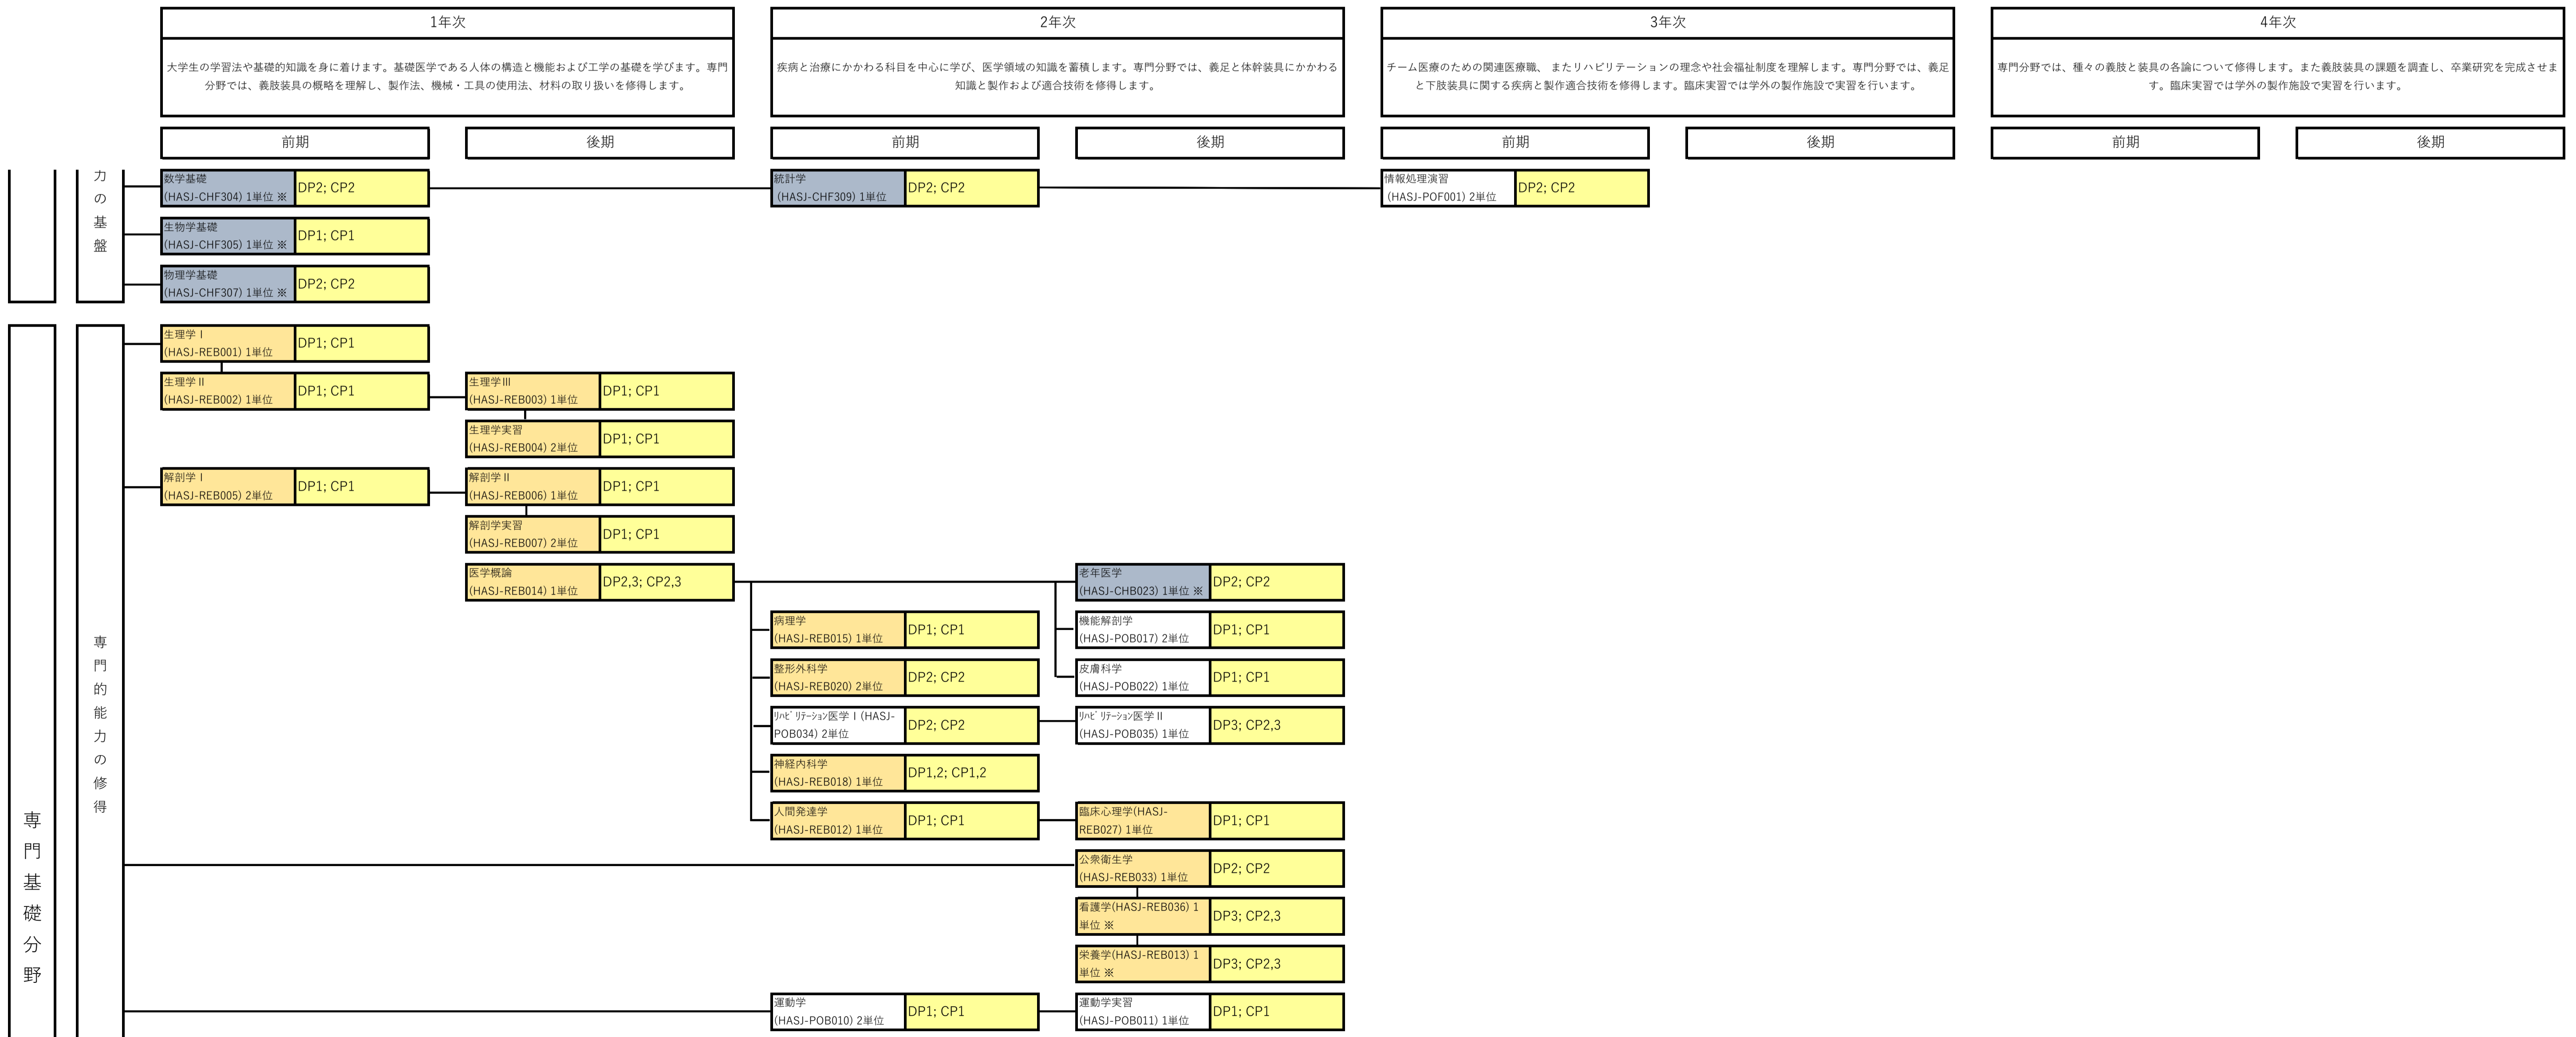 1年次
2年次
3年次
4年次
大学生の学習法や基礎的知識を身に着けます。基礎医学である人体の構造と機能および工学の基礎を学びます。専門
分野では、義肢装具の概略を理解し、製作法、機械・工具の使用法、材料の取り扱いを修得します。
疾病と治療にかかわる科目を中心に学び、医学領域の知識を蓄積します。専門分野では、義足と体幹装具にかかわる
知識と製作および適合技術を修得します。
チーム医療のための関連医療職、またリハビリテーションの理念や社会福祉制度を理解します。専門分野では、義足
と下肢装具に関する疾病と製作適合技術を修得します。臨床実習では学外の製作施設で実習を行います。
専門分野では、種々の義肢と装具の各論について修得します。また義肢装具の課題を調査し、卒業研究を完成させま
す。臨床実習では学外の製作施設で実習を行います。
前期
後期
前期
後期
前期
後期
前期
後期
力の基盤
数学基礎
(HASJ-CHF304) 1単位 ※
DP2; CP2
統計学
(HASJ-CHF309) 1単位
DP2; CP2
情報処理演習
(HASJ-POF001) 2単位
DP2; CP2
生物学基礎
(HASJ-CHF305) 1単位 ※
DP1; CP1
物理学基礎
(HASJ-CHF307) 1単位 ※
DP2; CP2
専門基礎分野
専門的能力の修得
生理学Ⅰ
(HASJ-REB001) 1単位
DP1; CP1
生理学Ⅱ
(HASJ-REB002) 1単位
DP1; CP1
生理学Ⅲ
(HASJ-REB003) 1単位
DP1; CP1
生理学実習
(HASJ-REB004) 2単位
DP1; CP1
解剖学Ⅰ
(HASJ-REB005) 2単位
DP1; CP1
解剖学Ⅱ
(HASJ-REB006) 1単位
DP1; CP1
解剖学実習
(HASJ-REB007) 2単位
DP1; CP1
医学概論
(HASJ-REB014) 1単位
DP2,3; CP2,3
老年医学
(HASJ-CHB023) 1単位 ※
DP2; CP2
病理学
(HASJ-REB015) 1単位
DP1; CP1
機能解剖学
(HASJ-POB017) 2単位
DP1; CP1
整形外科学
(HASJ-REB020) 2単位
DP2; CP2
皮膚科学
(HASJ-POB022) 1単位
DP1; CP1
ﾘﾊﾋﾞﾘﾃｰｼｮﾝ医学Ⅰ(HASJ-
POB034) 2単位
DP2; CP2
ﾘﾊﾋﾞﾘﾃｰｼｮﾝ医学Ⅱ
(HASJ-POB035) 1単位
DP3; CP2,3
神経内科学
(HASJ-REB018) 1単位
DP1,2; CP1,2
人間発達学
(HASJ-REB012) 1単位
DP1; CP1
臨床心理学(HASJ-
REB027) 1単位
DP1; CP1
公衆衛生学
(HASJ-REB033) 1単位
DP2; CP2
看護学(HASJ-REB036) 1
単位 ※
DP3; CP2,3
栄養学(HASJ-REB013) 1
単位 ※
DP3; CP2,3
運動学
(HASJ-POB010) 2単位
DP1; CP1
運動学実習
(HASJ-POB011) 1単位
DP1; CP1